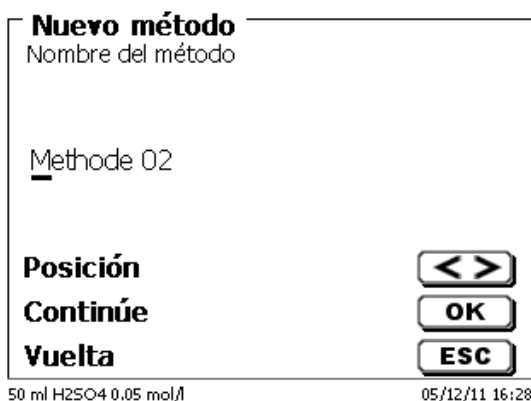 Nuevo método
Nombre del método
Methode 02
Posición < >
Continúe OK
Vuelta ESC
50 ml H2SO4 0.05 mol/l 05/12/11 16:28